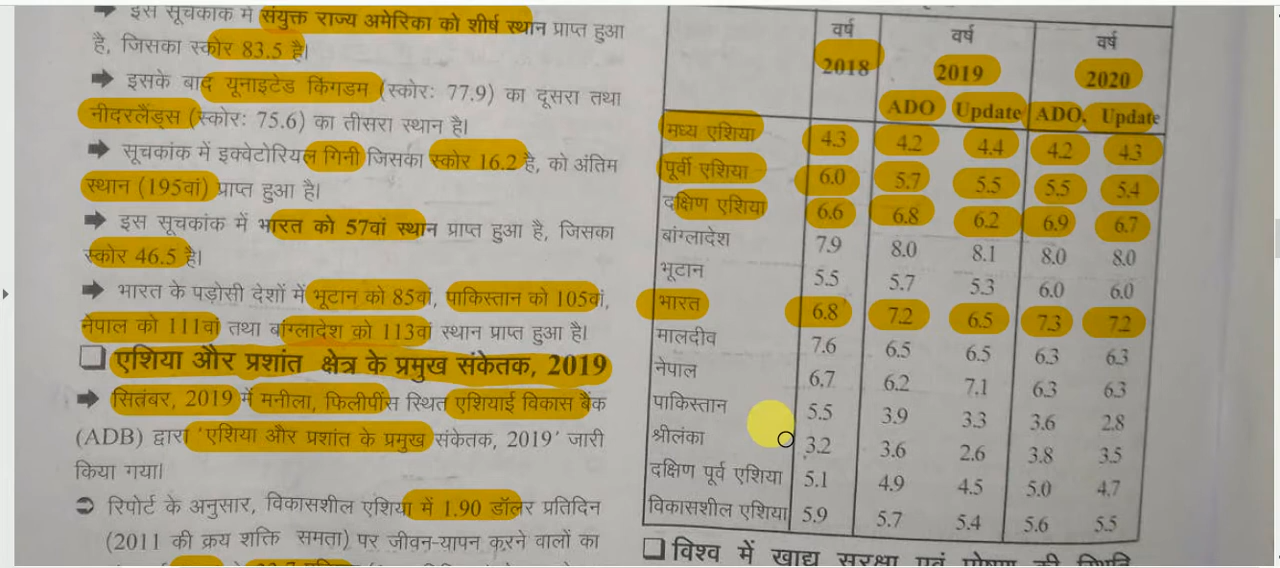 ➡ इस सूचकांक में संयुक्त राज्य अमेरिका को शीर्ष स्थान प्राप्त हुआ
है, जिसका स्कोर 83.5 है।
➡ इसके बाद यूनाइटेड किंगडम (स्कोर: 77.9) का दूसरा तथा
नीदरलैंड्स (स्कोर: 75.6) का तीसरा स्थान है।
➡ सूचकांक में इक्वेटोरियल गिनी जिसका स्कोर 16.2 है, को अंतिम
स्थान (195वां) प्राप्त हुआ है।
➡ इस सूचकांक में भारत को 57वां स्थान प्राप्त हुआ है, जिसका
स्कोर 46.5 है।
➡ भारत के पड़ोसी देशों में भूटान को 85वां, पाकिस्तान को 105वां,
नेपाल को 111वां तथा बांग्लादेश को 113वां स्थान प्राप्त हुआ है।
❑ एशिया और प्रशांत क्षेत्र के प्रमुख संकेतक, 2019
➡ सितंबर, 2019 में मनीला, फिलीपींस स्थित एशियाई विकास बैंक
(ADB) द्वारा 'एशिया और प्रशांत के प्रमुख संकेतक, 2019' जारी
किया गया।
➲ रिपोर्ट के अनुसार, विकासशील एशिया में 1.90 डॉलर प्रतिदिन
(2011 की क्रय शक्ति समता) पर जीवन-यापन करने वालों का
वर्ष वर्ष वर्ष
2018 2019 2020
ADO Update ADO. Update
मध्य एशिया 4.3 4.2 4.4 4.2 4.3
पूर्वी एशिया 6.0 5.7 5.5 5.5 5.4
दक्षिण एशिया 6.6 6.8 6.2 6.9 6.7
बांग्लादेश 7.9 8.0 8.1 8.0 8.0
भूटान 5.5 5.7 5.3 6.0 6.0
भारत 6.8 7.2 6.5 7.3 7.2
मालदीव 7.6 6.5 6.5 6.3 6.3
नेपाल 6.7 6.2 7.1 6.3 6.3
पाकिस्तान 5.5 3.9 3.3 3.6 2.8
श्रीलंका 3.2 3.6 2.6 3.8 3.5
दक्षिण पूर्व एशिया 5.1 4.9 4.5 5.0 4.7
विकासशील एशिया 5.9 5.7 5.4 5.6 5.5
❑ विश्व में खाद्य सुरक्षा एवं पोषण की स्थिति